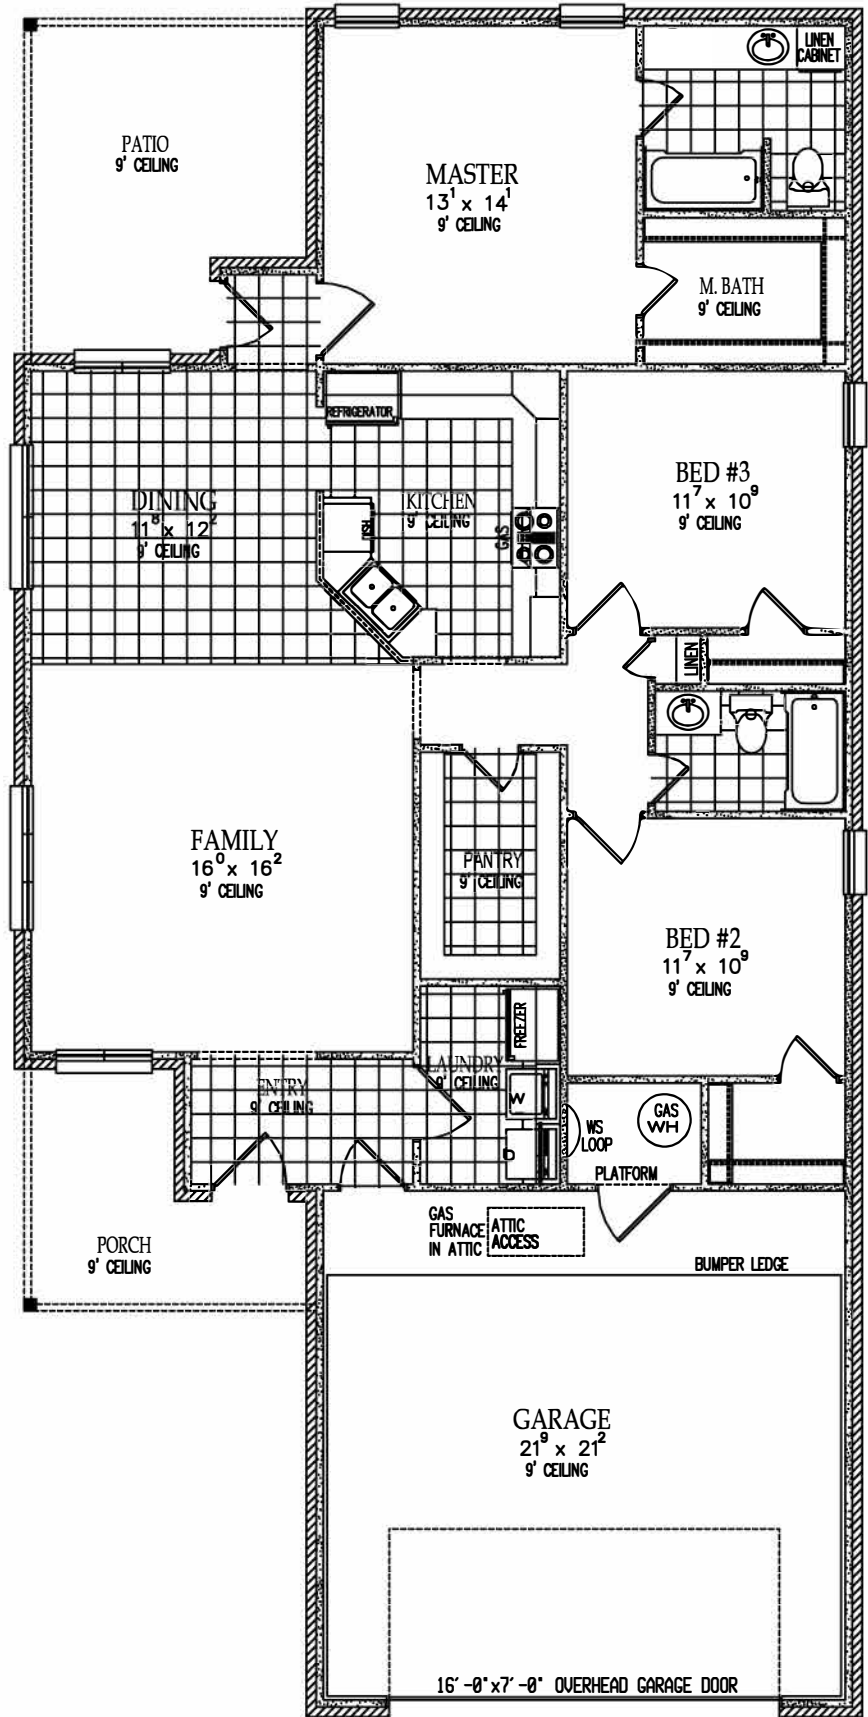 LINEN
CABINET
PATIO
9' CEILING
MASTER
13¹ x 14¹
9' CEILING
M. BATH
9' CEILING
REFRIGERATOR
DINING
11⁸ x 12²
9' CEILING
KITCHEN
9' CEILING
DISH
GAS
BED #3
11⁷ x 10⁹
9' CEILING
LINEN
FAMILY
16⁰ x 16²
9' CEILING
PANTRY
9' CEILING
BED #2
11⁷ x 10⁹
9' CEILING
FREEZER
LAUNDRY
9' CEILING
ENTRY
9' CEILING
W
D
WS
LOOP
GAS
WH
PLATFORM
PORCH
9' CEILING
GAS
FURNACE
IN ATTIC
ATTIC
ACCESS
BUMPER LEDGE
GARAGE
21⁹ x 21²
9' CEILING
16'-0"x7'-0" OVERHEAD GARAGE DOOR